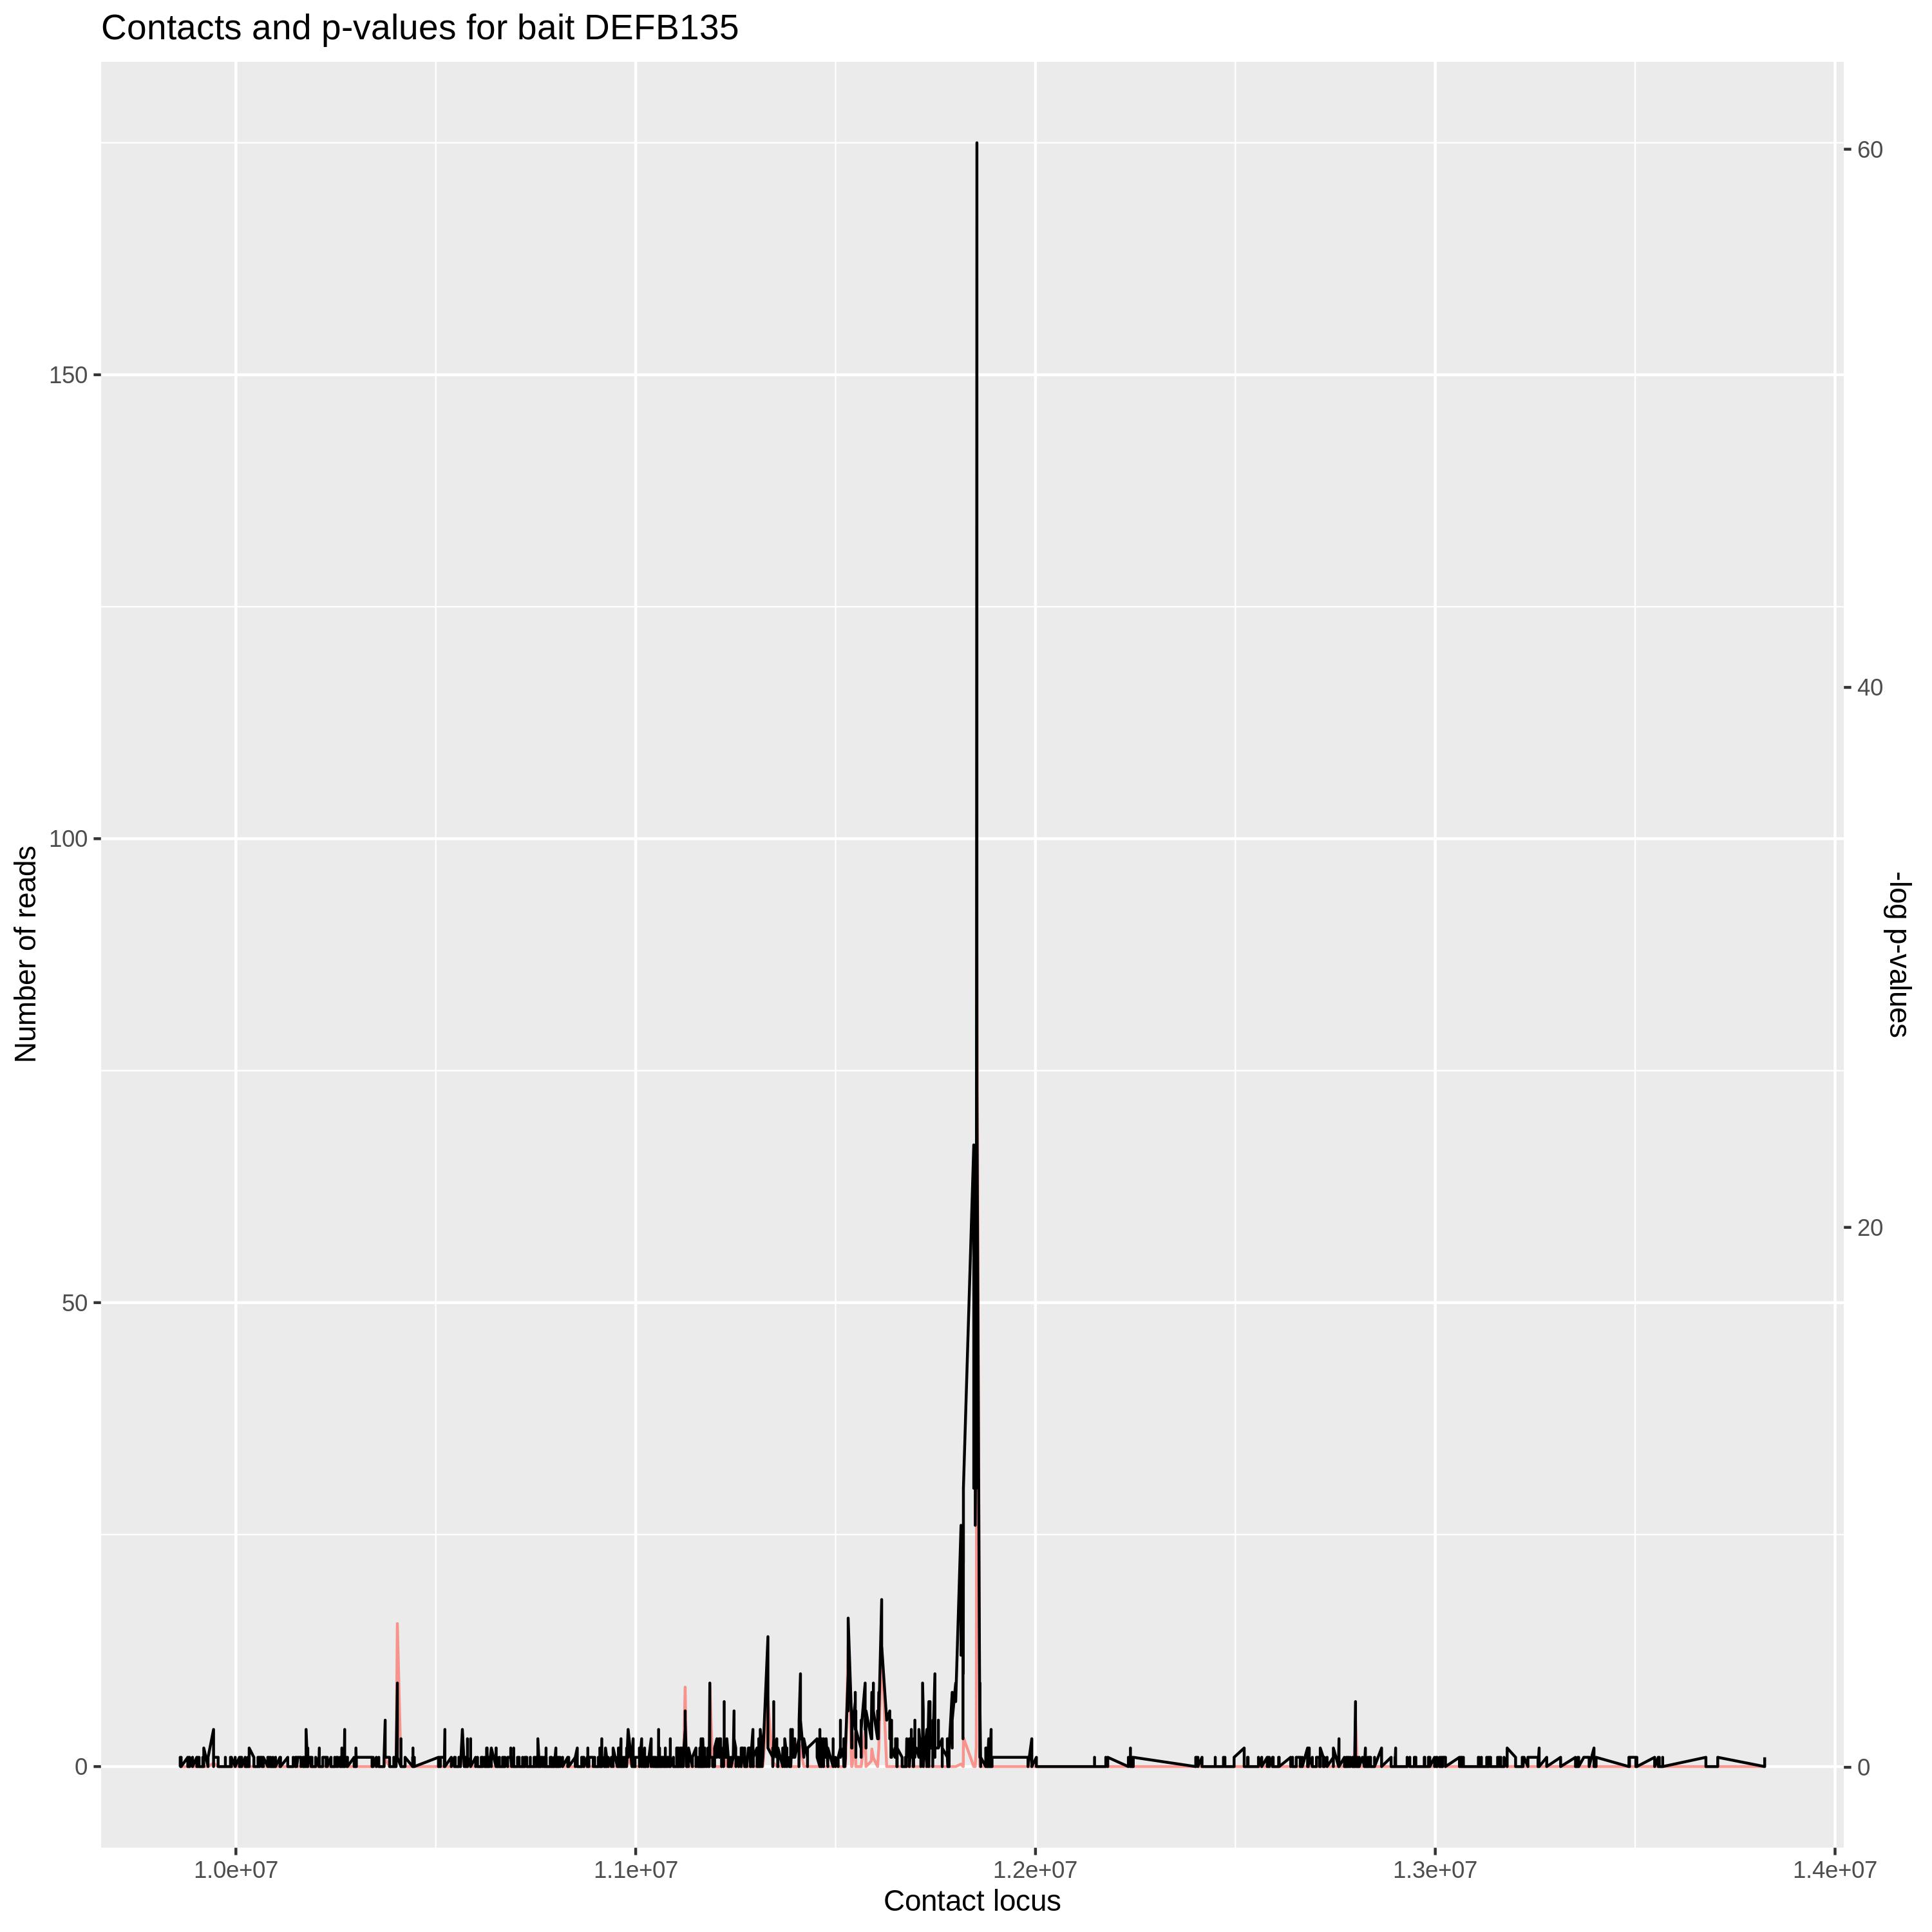 Contacts and p-values for bait DEFB135
Number of reads
150
100
50
0
60
40
20
0
-log p-values
1.0e+07
1.1e+07
1.2e+07
1.3e+07
1.4e+07
Contact locus